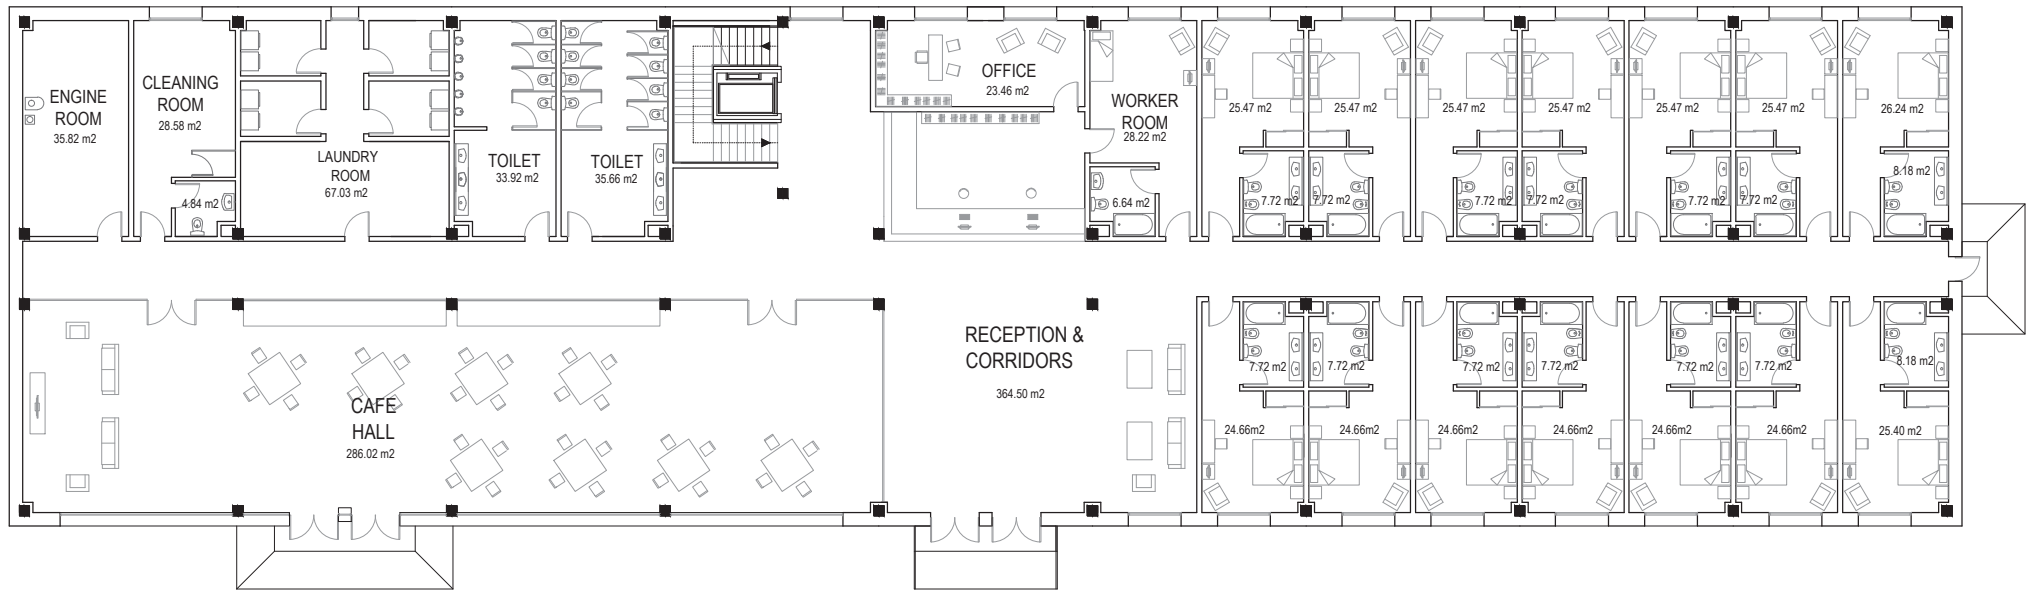 ENGINE
ROOM
35.82 m2
CLEANING
ROOM
28.58 m2
4.84 m2
LAUNDRY
ROOM
67.03 m2
TOILET
33.92 m2
TOILET
35.66 m2
OFFICE
23.46 m2
WORKER
ROOM
28.22 m2
6.64 m2
25.47 m2
25.47 m2
25.47 m2
25.47 m2
25.47 m2
25.47 m2
26.24 m2
7.72 m2
7.72 m2
7.72 m2
7.72 m2
7.72 m2
7.72 m2
8.18 m2
CAFE
HALL
286.02 m2
RECEPTION &
CORRIDORS
364.50 m2
7.72 m2
7.72 m2
7.72 m2
7.72 m2
7.72 m2
7.72 m2
8.18 m2
24.66m2
24.66m2
24.66m2
24.66m2
24.66m2
24.66m2
25.40 m2